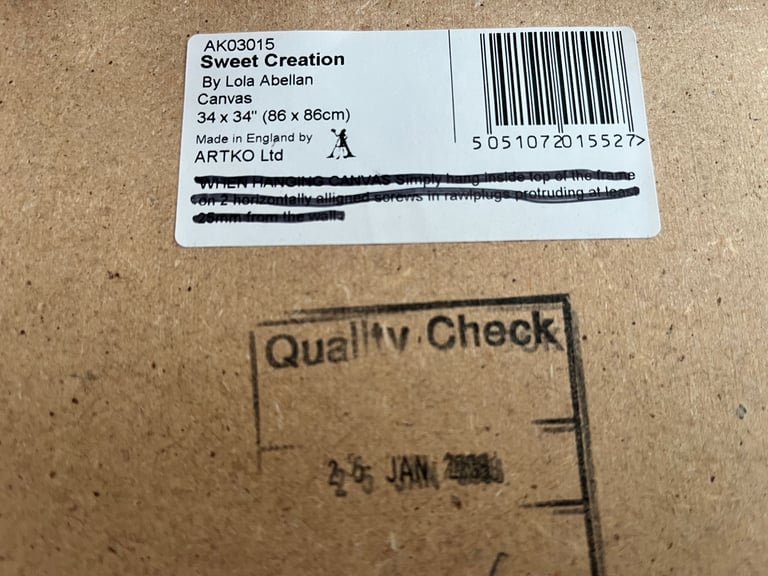 AK03015
Sweet Creation
By Lola Abellan
Canvas
34 x 34" (86 x 86cm)
Made in England by
ARTKO Ltd
5 051072 015527>
WHEN HANGING CANVAS Simply hang inside top of the frame
on 2 horizontally alligned screws in rawlplugs protruding at least
25mm from the wall
Quality Check
JAN